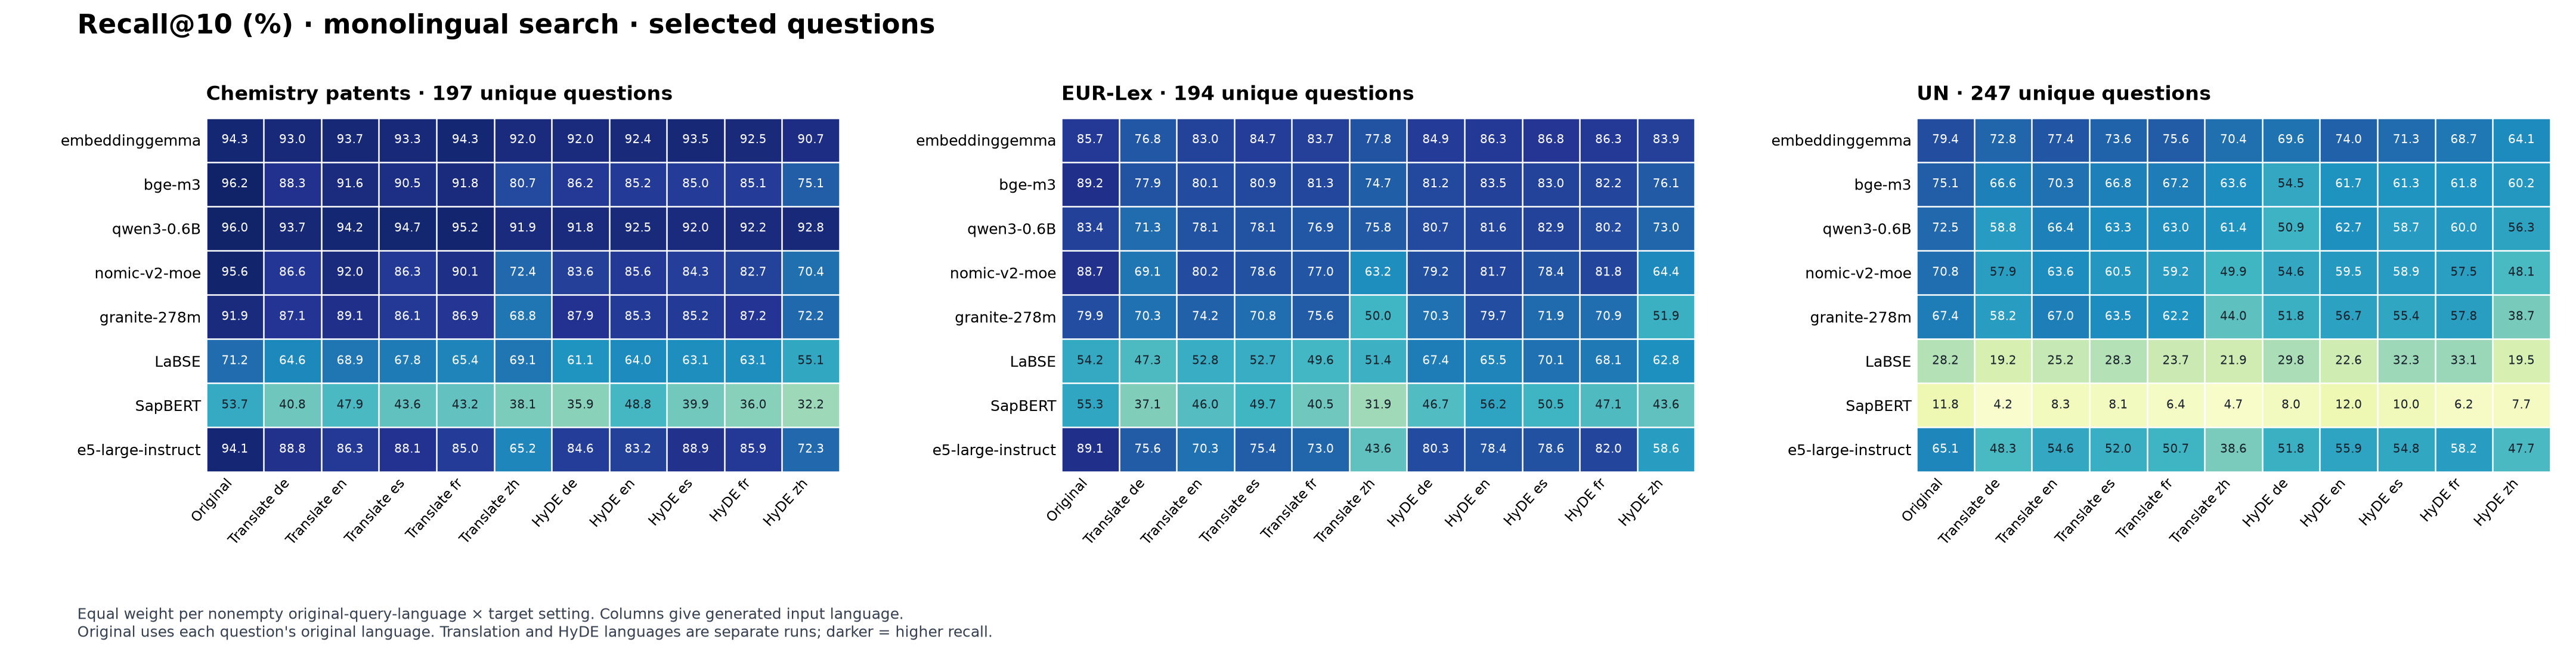 Recall@10 (%) · monolingual search · selected questions
Chemistry patents · 197 unique questions
embeddinggemma 94.3 93.0 93.7 93.3 94.3 92.0 92.0 92.4 93.5 92.5 90.7
bge-m3 96.2 88.3 91.6 90.5 91.8 80.7 86.2 85.2 85.0 85.1 75.1
qwen3-0.6B 96.0 93.7 94.2 94.7 95.2 91.9 91.8 92.5 92.0 92.2 92.8
nomic-v2-moe 95.6 86.6 92.0 86.3 90.1 72.4 83.6 85.6 84.3 82.7 70.4
granite-278m 91.9 87.1 89.1 86.1 86.9 68.8 87.9 85.3 85.2 87.2 72.2
LaBSE 71.2 64.6 68.9 67.8 65.4 69.1 61.1 64.0 63.1 63.1 55.1
SapBERT 53.7 40.8 47.9 43.6 43.2 38.1 35.9 48.8 39.9 36.0 32.2
e5-large-instruct 94.1 88.8 86.3 88.1 85.0 65.2 84.6 83.2 88.9 85.9 72.3
Original Translate de Translate en Translate es Translate fr Translate zh HyDE de HyDE en HyDE es HyDE fr HyDE zh
EUR-Lex · 194 unique questions
embeddinggemma 85.7 76.8 83.0 84.7 83.7 77.8 84.9 86.3 86.8 86.3 83.9
bge-m3 89.2 77.9 80.1 80.9 81.3 74.7 81.2 83.5 83.0 82.2 76.1
qwen3-0.6B 83.4 71.3 78.1 78.1 76.9 75.8 80.7 81.6 82.9 80.2 73.0
nomic-v2-moe 88.7 69.1 80.2 78.6 77.0 63.2 79.2 81.7 78.4 81.8 64.4
granite-278m 79.9 70.3 74.2 70.8 75.6 50.0 70.3 79.7 71.9 70.9 51.9
LaBSE 54.2 47.3 52.8 52.7 49.6 51.4 67.4 65.5 70.1 68.1 62.8
SapBERT 55.3 37.1 46.0 49.7 40.5 31.9 46.7 56.2 50.5 47.1 43.6
e5-large-instruct 89.1 75.6 70.3 75.4 73.0 43.6 80.3 78.4 78.6 82.0 58.6
Original Translate de Translate en Translate es Translate fr Translate zh HyDE de HyDE en HyDE es HyDE fr HyDE zh
UN · 247 unique questions
embeddinggemma 79.4 72.8 77.4 73.6 75.6 70.4 69.6 74.0 71.3 68.7 64.1
bge-m3 75.1 66.6 70.3 66.8 67.2 63.6 54.5 61.7 61.3 61.8 60.2
qwen3-0.6B 72.5 58.8 66.4 63.3 63.0 61.4 50.9 62.7 58.7 60.0 56.3
nomic-v2-moe 70.8 57.9 63.6 60.5 59.2 49.9 54.6 59.5 58.9 57.5 48.1
granite-278m 67.4 58.2 67.0 63.5 62.2 44.0 51.8 56.7 55.4 57.8 38.7
LaBSE 28.2 19.2 25.2 28.3 23.7 21.9 29.8 22.6 32.3 33.1 19.5
SapBERT 11.8 4.2 8.3 8.1 6.4 4.7 8.0 12.0 10.0 6.2 7.7
e5-large-instruct 65.1 48.3 54.6 52.0 50.7 38.6 51.8 55.9 54.8 58.2 47.7
Original Translate de Translate en Translate es Translate fr Translate zh HyDE de HyDE en HyDE es HyDE fr HyDE zh
Equal weight per nonempty original-query-language × target setting. Columns give generated input language.
Original uses each question's original language. Translation and HyDE languages are separate runs; darker = higher recall.